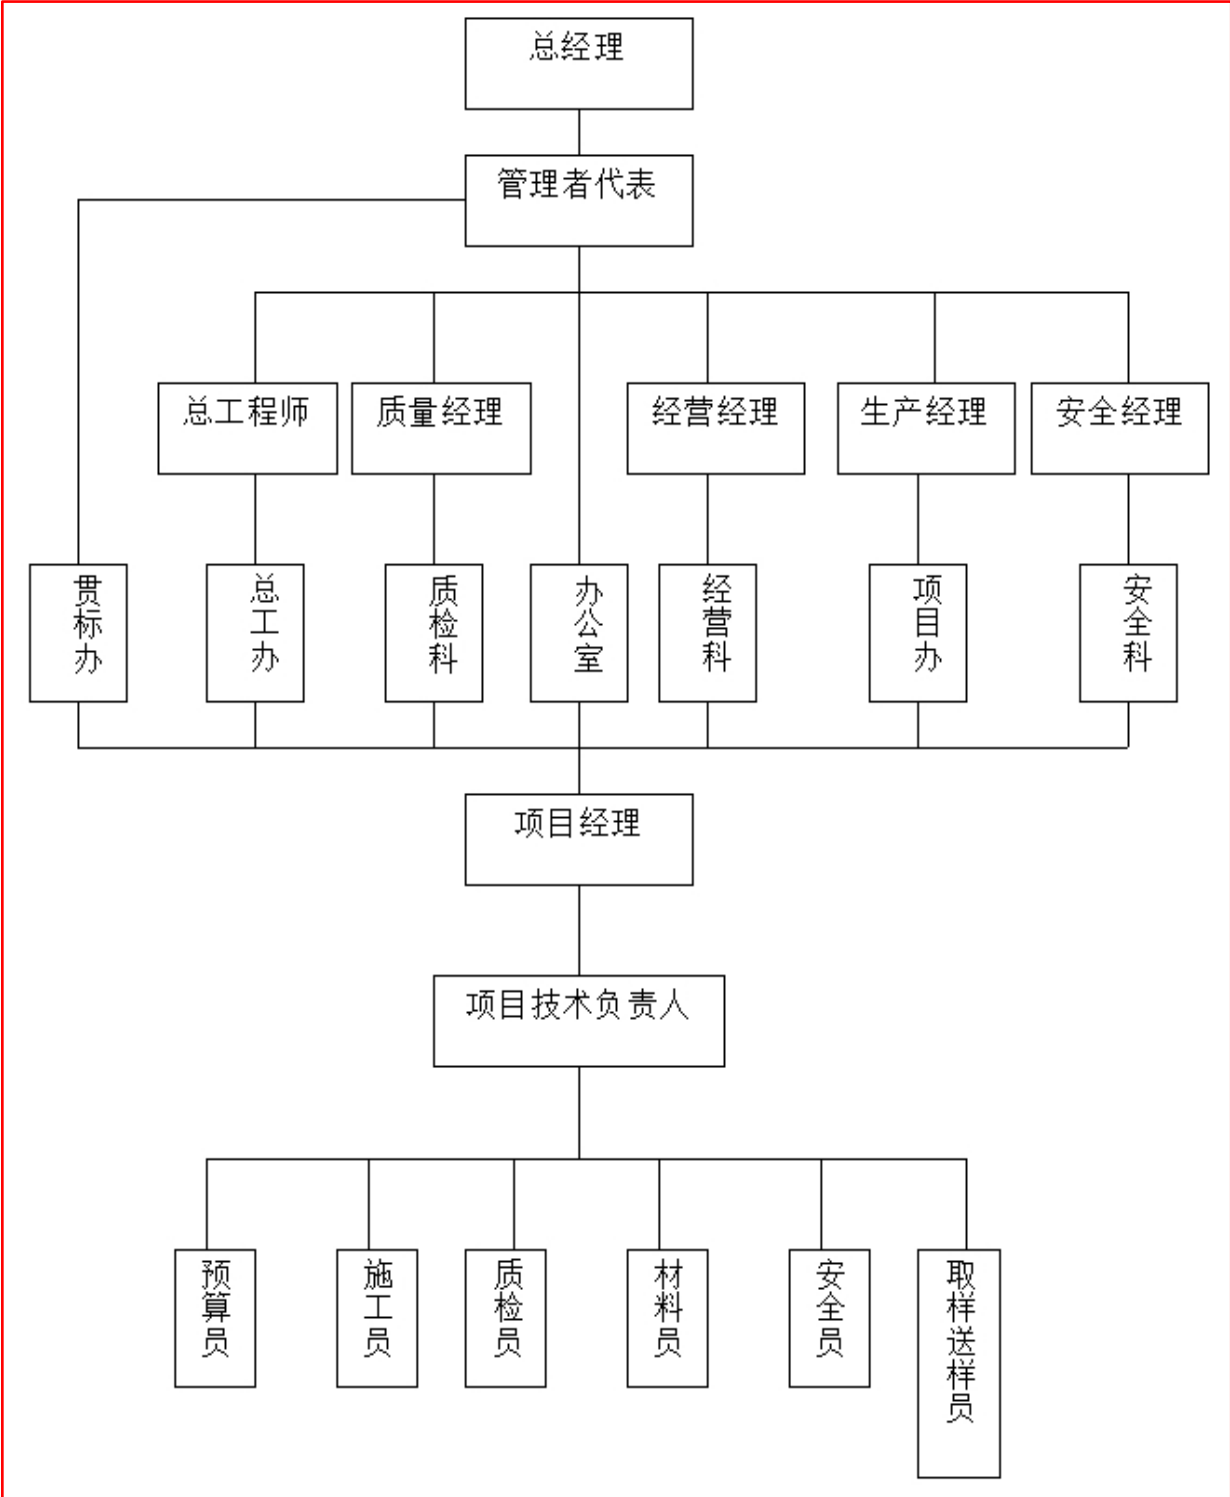 总经理
管理者代表
总工程师
质量经理
经营经理
生产经理
安全经理
贯标办
总工办
质检科
办公室
经营科
项目办
安全科
项目经理
项目技术负责人
预算员
施工员
质检员
材料员
安全员
取样送样员